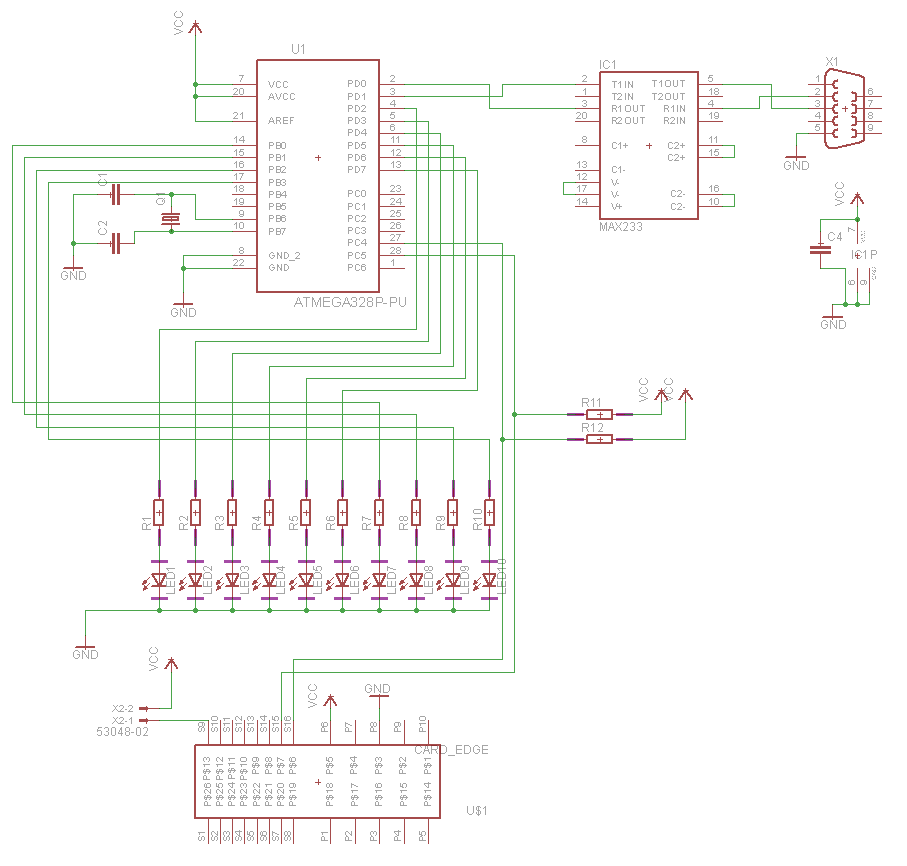 VCC
U1
7 VCC PD0 2
20 AVCC PD1 3
PD2 4
21 AREF PD3 5
PD4 6
14 PB0 PD5 11
15 PB1 PD6 12
16 PB2 PD7 13
17 PB3
18 PB4 PC0 23
19 PB5 PC1 24
9 PB6 PC2 25
10 PB7 PC3 26
PC4 27
8 GND_2 PC5 28
22 GND PC6 1
ATMEGA328P-PU
C1
C2
Q1
GND
GND
IC1
2 T1IN T1OUT 5
1 T2IN T2OUT 18
3 R1OUT R1IN 4
20 R2OUT R2IN 19
8 C1+ C2+ 11
C2+ 15
13 C1-
12 V-
17 V- C2- 16
14 V+ C2- 10
MAX233
X1
1
2 6
3 7
4 8
5 9
GND
VCC
7
VCC
C4
IC1P
6 9
GND
GND
VCC VCC
R11
R12
R1 R2 R3 R4 R5 R6 R7 R8 R9 R10
LED1 LED2 LED3 LED4 LED5 LED6 LED7 LED8 LED9 LED10
GND
VCC
X2-2
X2-1
53048-02
VCC
GND
S9 S10 S11 S12 S13 S14 S15 S16 P6 P7 P8 P9 P10
CARD_EDGE
P$13 P$12 P$11 P$10 P$9 P$8 P$7 P$6 P$5 P$4 P$3 P$2 P$1
P$26 P$25 P$24 P$23 P$22 P$21 P$20 P$19 P$18 P$17 P$16 P$15 P$14
U$1
S1 S2 S3 S4 S5 S6 S7 S8 P1 P2 P3 P4 P5